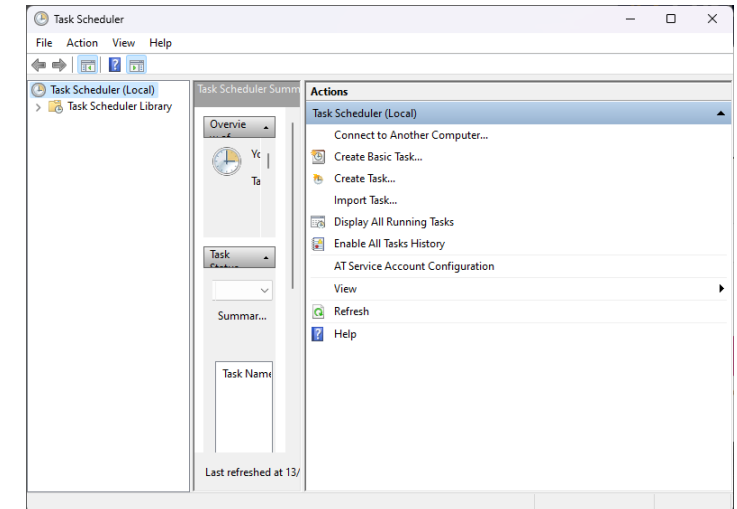 Task Scheduler
File Action View Help
Task Scheduler (Local)
Task Scheduler Library
Task Scheduler Summ
Overvie
Yc
Ta
Task
Summar...
Task Name
Last refreshed at 13/
Actions
Task Scheduler (Local)
Connect to Another Computer...
Create Basic Task...
Create Task...
Import Task...
Display All Running Tasks
Enable All Tasks History
AT Service Account Configuration
View
Refresh
Help